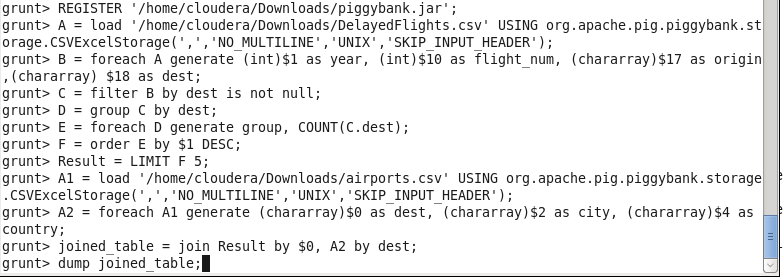 grunt> REGISTER '/home/cloudera/Downloads/piggybank.jar';
grunt> A = load '/home/cloudera/Downloads/DelayedFlights.csv' USING org.apache.pig.piggybank.st
orage.CSVExcelStorage(',','NO_MULTILINE','UNIX','SKIP_INPUT_HEADER');
grunt> B = foreach A generate (int)$1 as year, (int)$10 as flight_num, (chararray)$17 as origin
,(chararray) $18 as dest;
grunt> C = filter B by dest is not null;
grunt> D = group C by dest;
grunt> E = foreach D generate group, COUNT(C.dest);
grunt> F = order E by $1 DESC;
grunt> Result = LIMIT F 5;
grunt> A1 = load '/home/cloudera/Downloads/airports.csv' USING org.apache.pig.piggybank.storage
.CSVExcelStorage(',','NO_MULTILINE','UNIX','SKIP_INPUT_HEADER');
grunt> A2 = foreach A1 generate (chararray)$0 as dest, (chararray)$2 as city, (chararray)$4 as 
country;
grunt> joined_table = join Result by $0, A2 by dest;
grunt> dump joined_table;